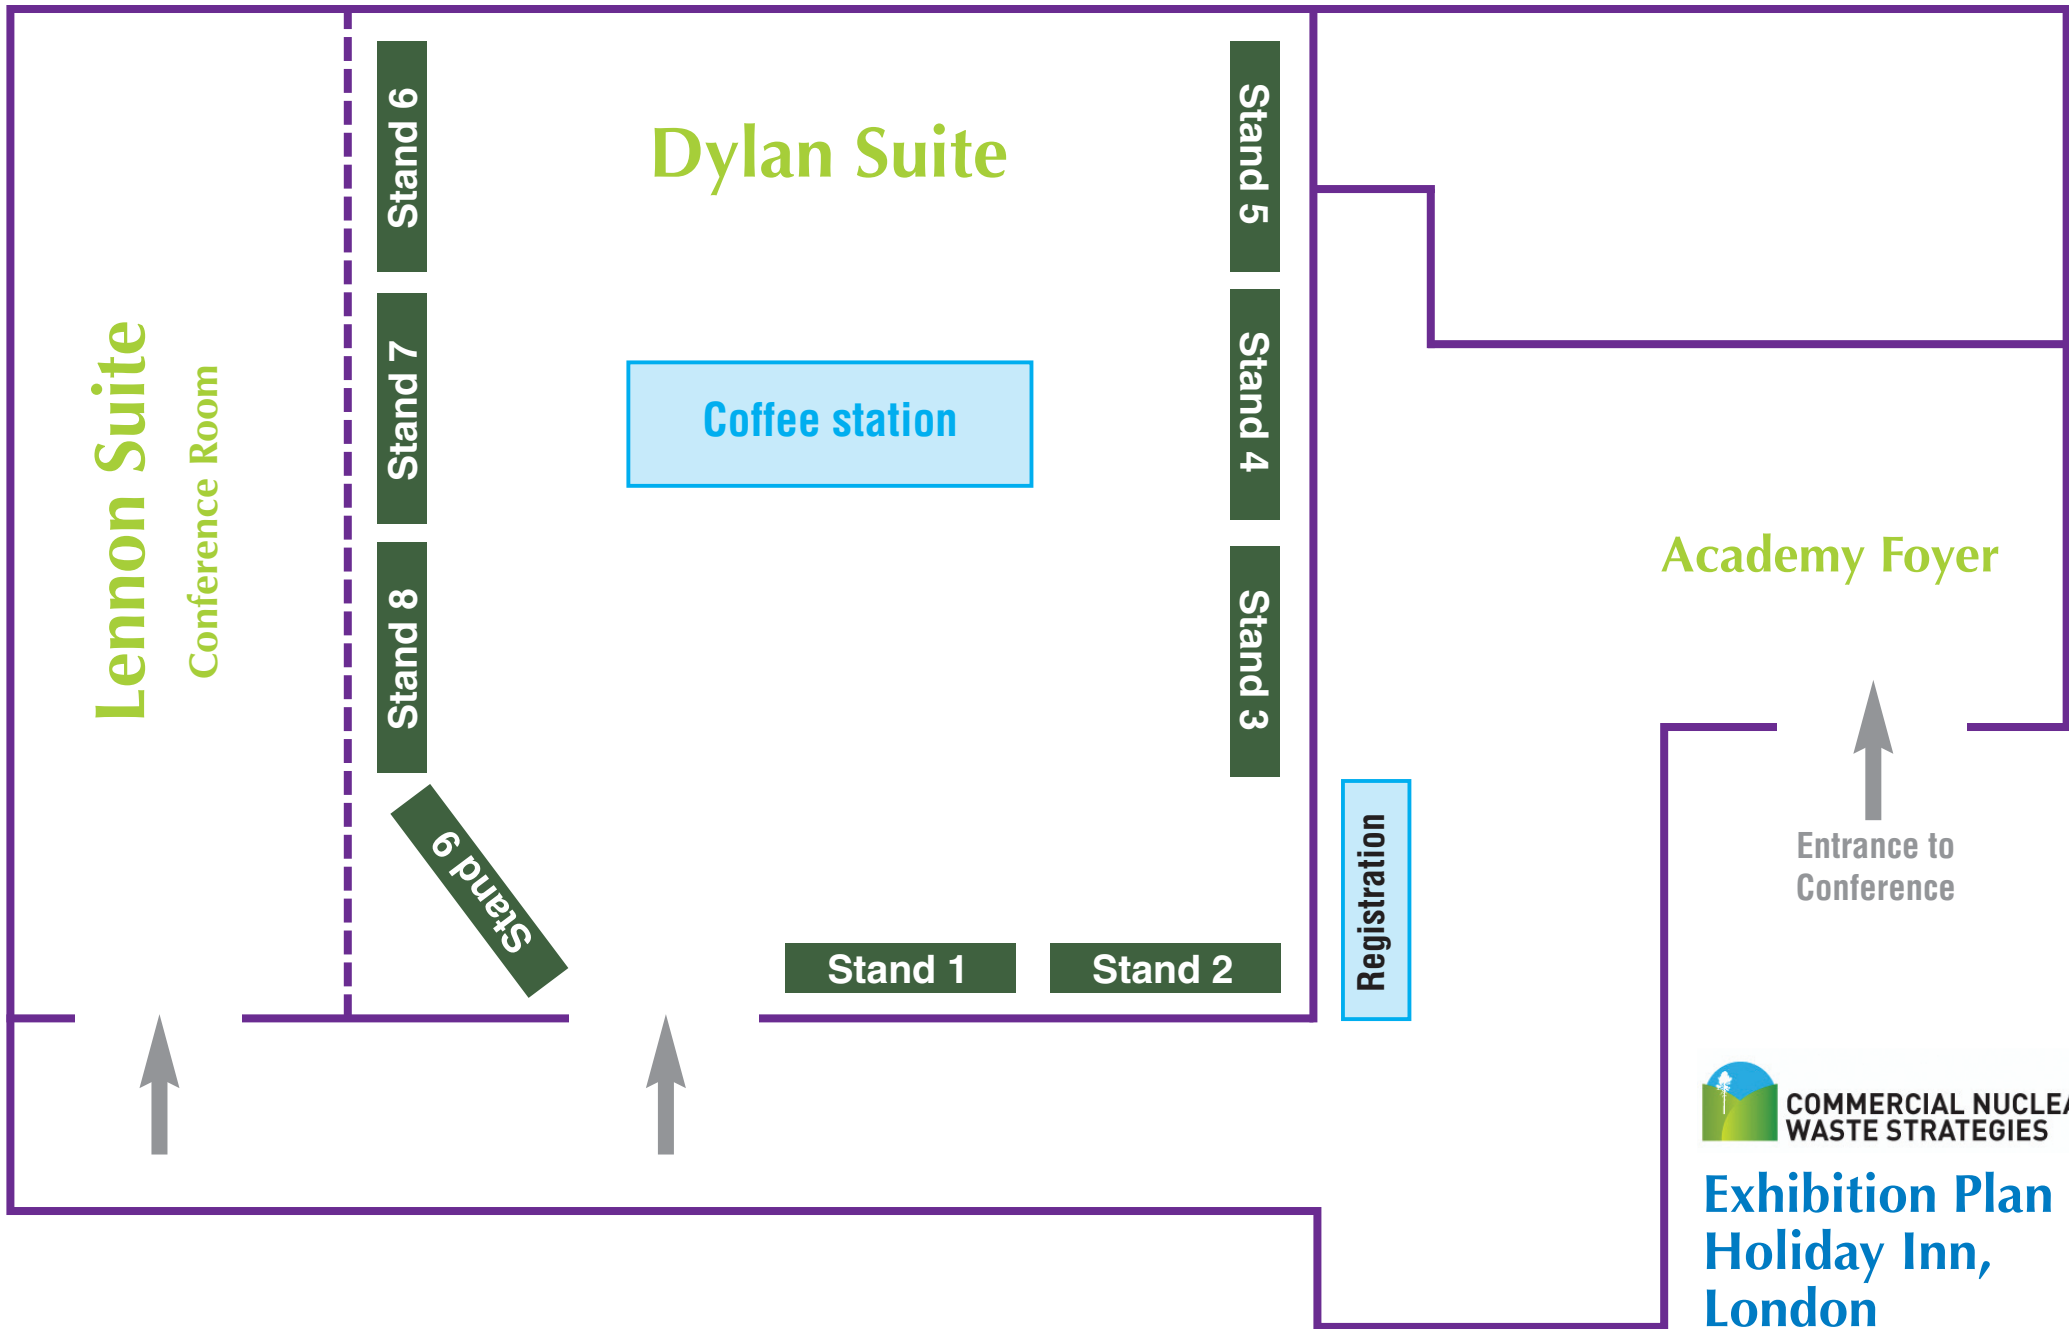 Stand 6
Dylan Suite
Stand 5
Lennon Suite
Conference Room
Stand 7
Coffee station
Stand 4
Academy Foyer
Stand 8
Stand 3
Stand 9
Registration
Entrance to
Conference
Stand 1
Stand 2
COMMERCIAL NUCLEA
WASTE STRATEGIES
Exhibition Plan
Holiday Inn,
London